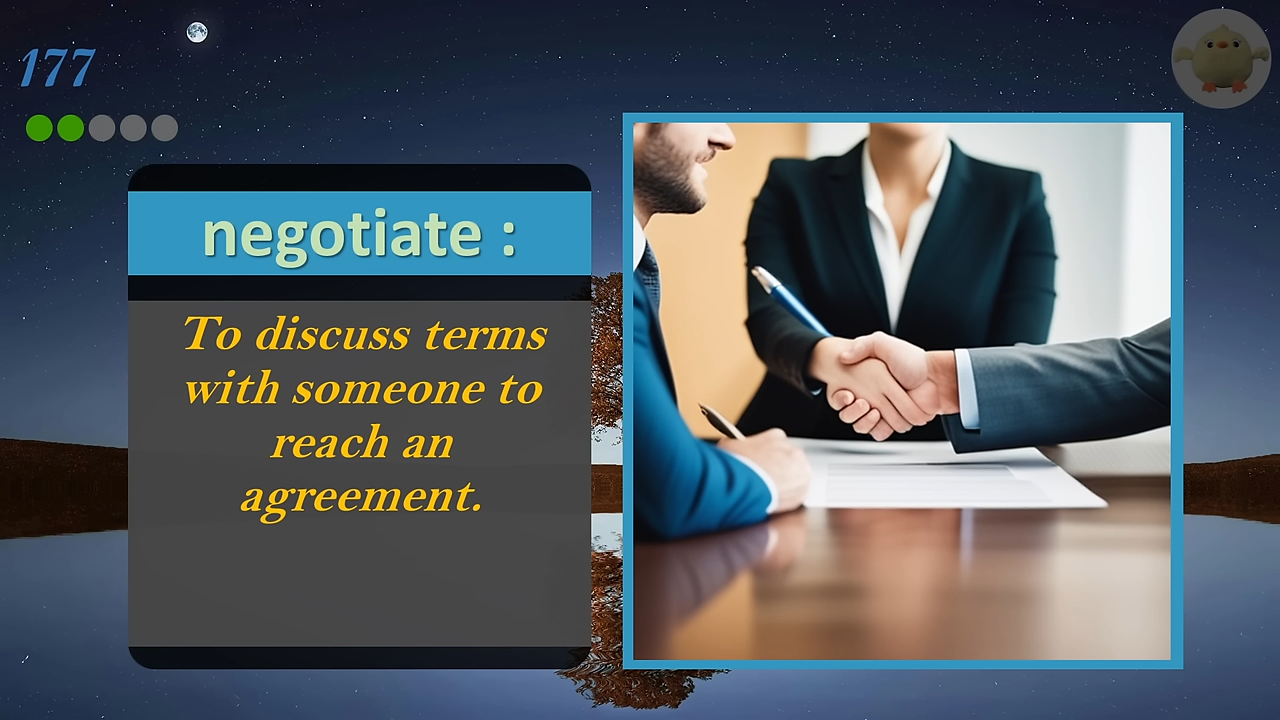 177
negotiate :
To discuss terms
with someone to
reach an
agreement.